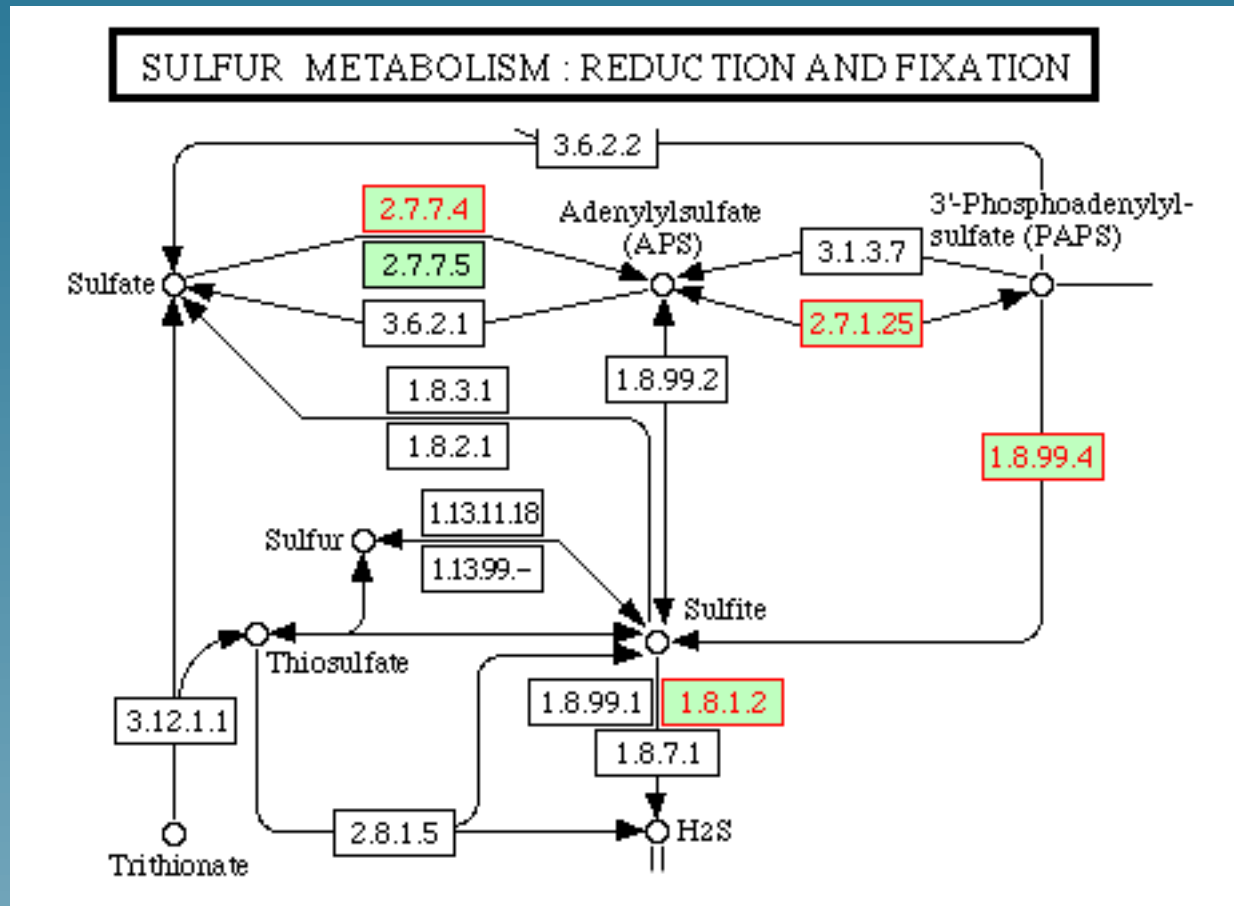 SULFUR METABOLISM : REDUCTION AND FIXATION
3.6.2.2
2.7.7.4
Adenylylsulfate
(APS)
3'-Phosphoadenylyl-
sulfate (PAPS)
3.1.3.7
2.7.7.5
Sulfate
3.6.2.1
2.7.1.25
1.8.99.2
1.8.3.1
1.8.2.1
1.8.99.4
1.13.11.18
Sulfur
1.13.99.–
Sulfite
Thiosulfate
1.8.99.1
1.8.1.2
3.12.1.1
1.8.7.1
2.8.1.5
H2S
Trithionate